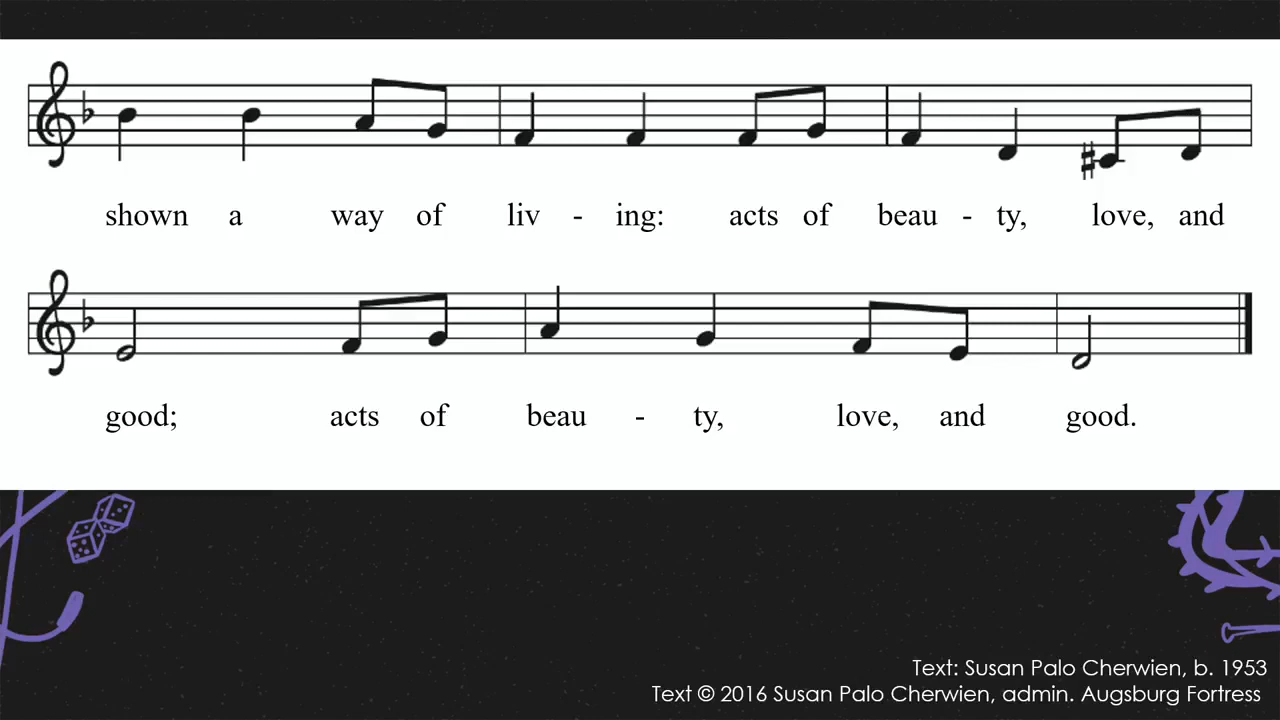 shown a way of liv - ing: acts of beau - ty, love, and
good; acts of beau - ty, love, and good.
Text: Susan Palo Cherwien, b. 1953
Text © 2016 Susan Palo Cherwien, admin. Augsburg Fortress